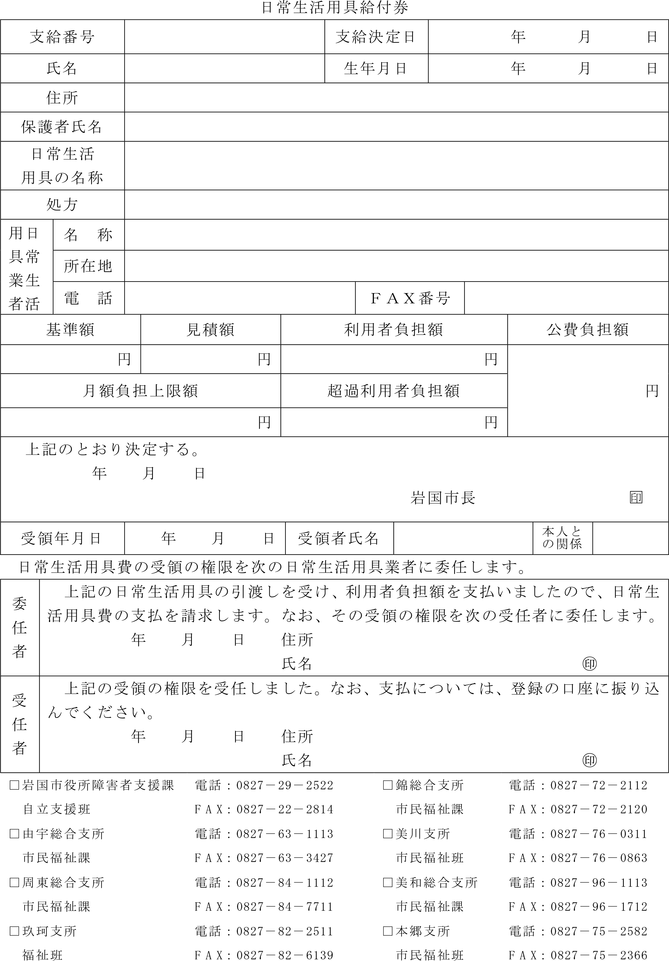 日常生活用具給付券
支給番号 支給決定日 年 月 日
氏名 生年月日 年 月 日
住所
保護者氏名
日常生活
用具の名称
処方
日常生活
用具業者
名 称
所在地
電 話 ＦＡＸ番号
基準額 見積額 利用者負担額 公費負担額
円 円 円
月額負担上限額 超過利用者負担額 円
円 円
上記のとおり決定する。
年 月 日
岩国市長 印
受領年月日 年 月 日 受領者氏名 本人と
の関係
日常生活用具費の受領の権限を次の日常生活用具業者に委任します。
委任者
上記の日常生活用具の引渡しを受け、利用者負担額を支払いましたので、日常生
活用具費の支払を請求します。なお、その受領の権限を次の受任者に委任します。
年 月 日 住所
氏名 ㊞
受任者
上記の受領の権限を受任しました。なお、支払については、登録の口座に振り込
んでください。
年 月 日 住所
氏名 ㊞
□岩国市役所障害者支援課 電話：0827－29－2522 □錦総合支所 電話：0827－72－2112
自立支援班 ＦＡＸ：0827－22－2814 市民福祉課 ＦＡＸ：0827－72－2120
□由宇総合支所 電話：0827－63－1113 □美川支所 電話：0827－76－0311
市民福祉課 ＦＡＸ：0827－63－3427 市民福祉班 ＦＡＸ：0827－76－0863
□周東総合支所 電話：0827－84－1112 □美和総合支所 電話：0827－96－1113
市民福祉課 ＦＡＸ：0827－84－7711 市民福祉課 ＦＡＸ：0827－96－1712
□玖珂支所 電話：0827－82－2511 □本郷支所 電話：0827－75－2582
福祉班 ＦＡＸ：0827－82－6139 市民福祉班 ＦＡＸ：0827－75－2366